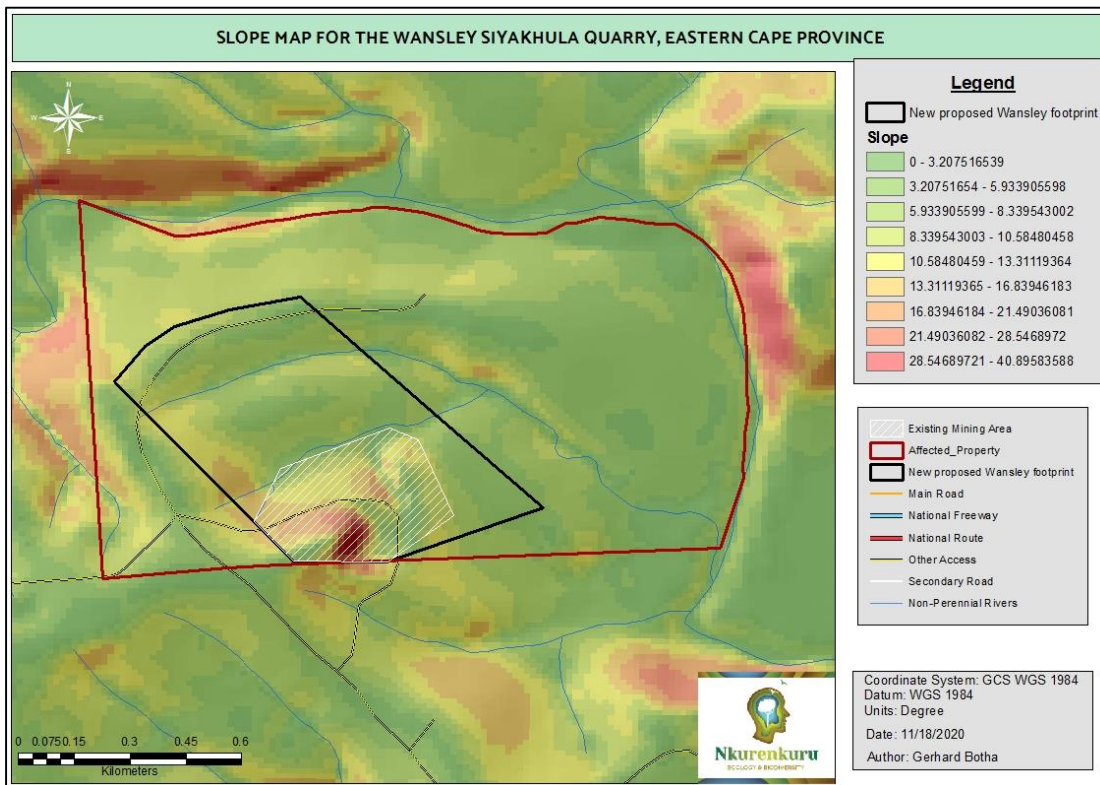 SLOPE MAP FOR THE WANSLEY SIYAKHULA QUARRY, EASTERN CAPE PROVINCE
N
W E
S
0 0.075 0.15 0.3 0.45 0.6
Kilometers
Nkurenkuru
ECOLOGY & BIODIVERSITY
Legend
New proposed Wansley footprint
Slope
0 - 3.207516539
3.20751654 - 5.933905598
5.933905599 - 8.339543002
8.339543003 - 10.58480458
10.58480459 - 13.31119364
13.31119365 - 16.83946183
16.83946184 - 21.49036081
21.49036082 - 28.5468972
28.54689721 - 40.89583588
Existing Mining Area
Affected_Property
New proposed Wansley footprint
Main Road
National Freeway
National Route
Other Access
Secondary Road
Non-Perennial Rivers
Coordinate System: GCS WGS 1984
Datum: WGS 1984
Units: Degree
Date: 11/18/2020
Author: Gerhard Botha